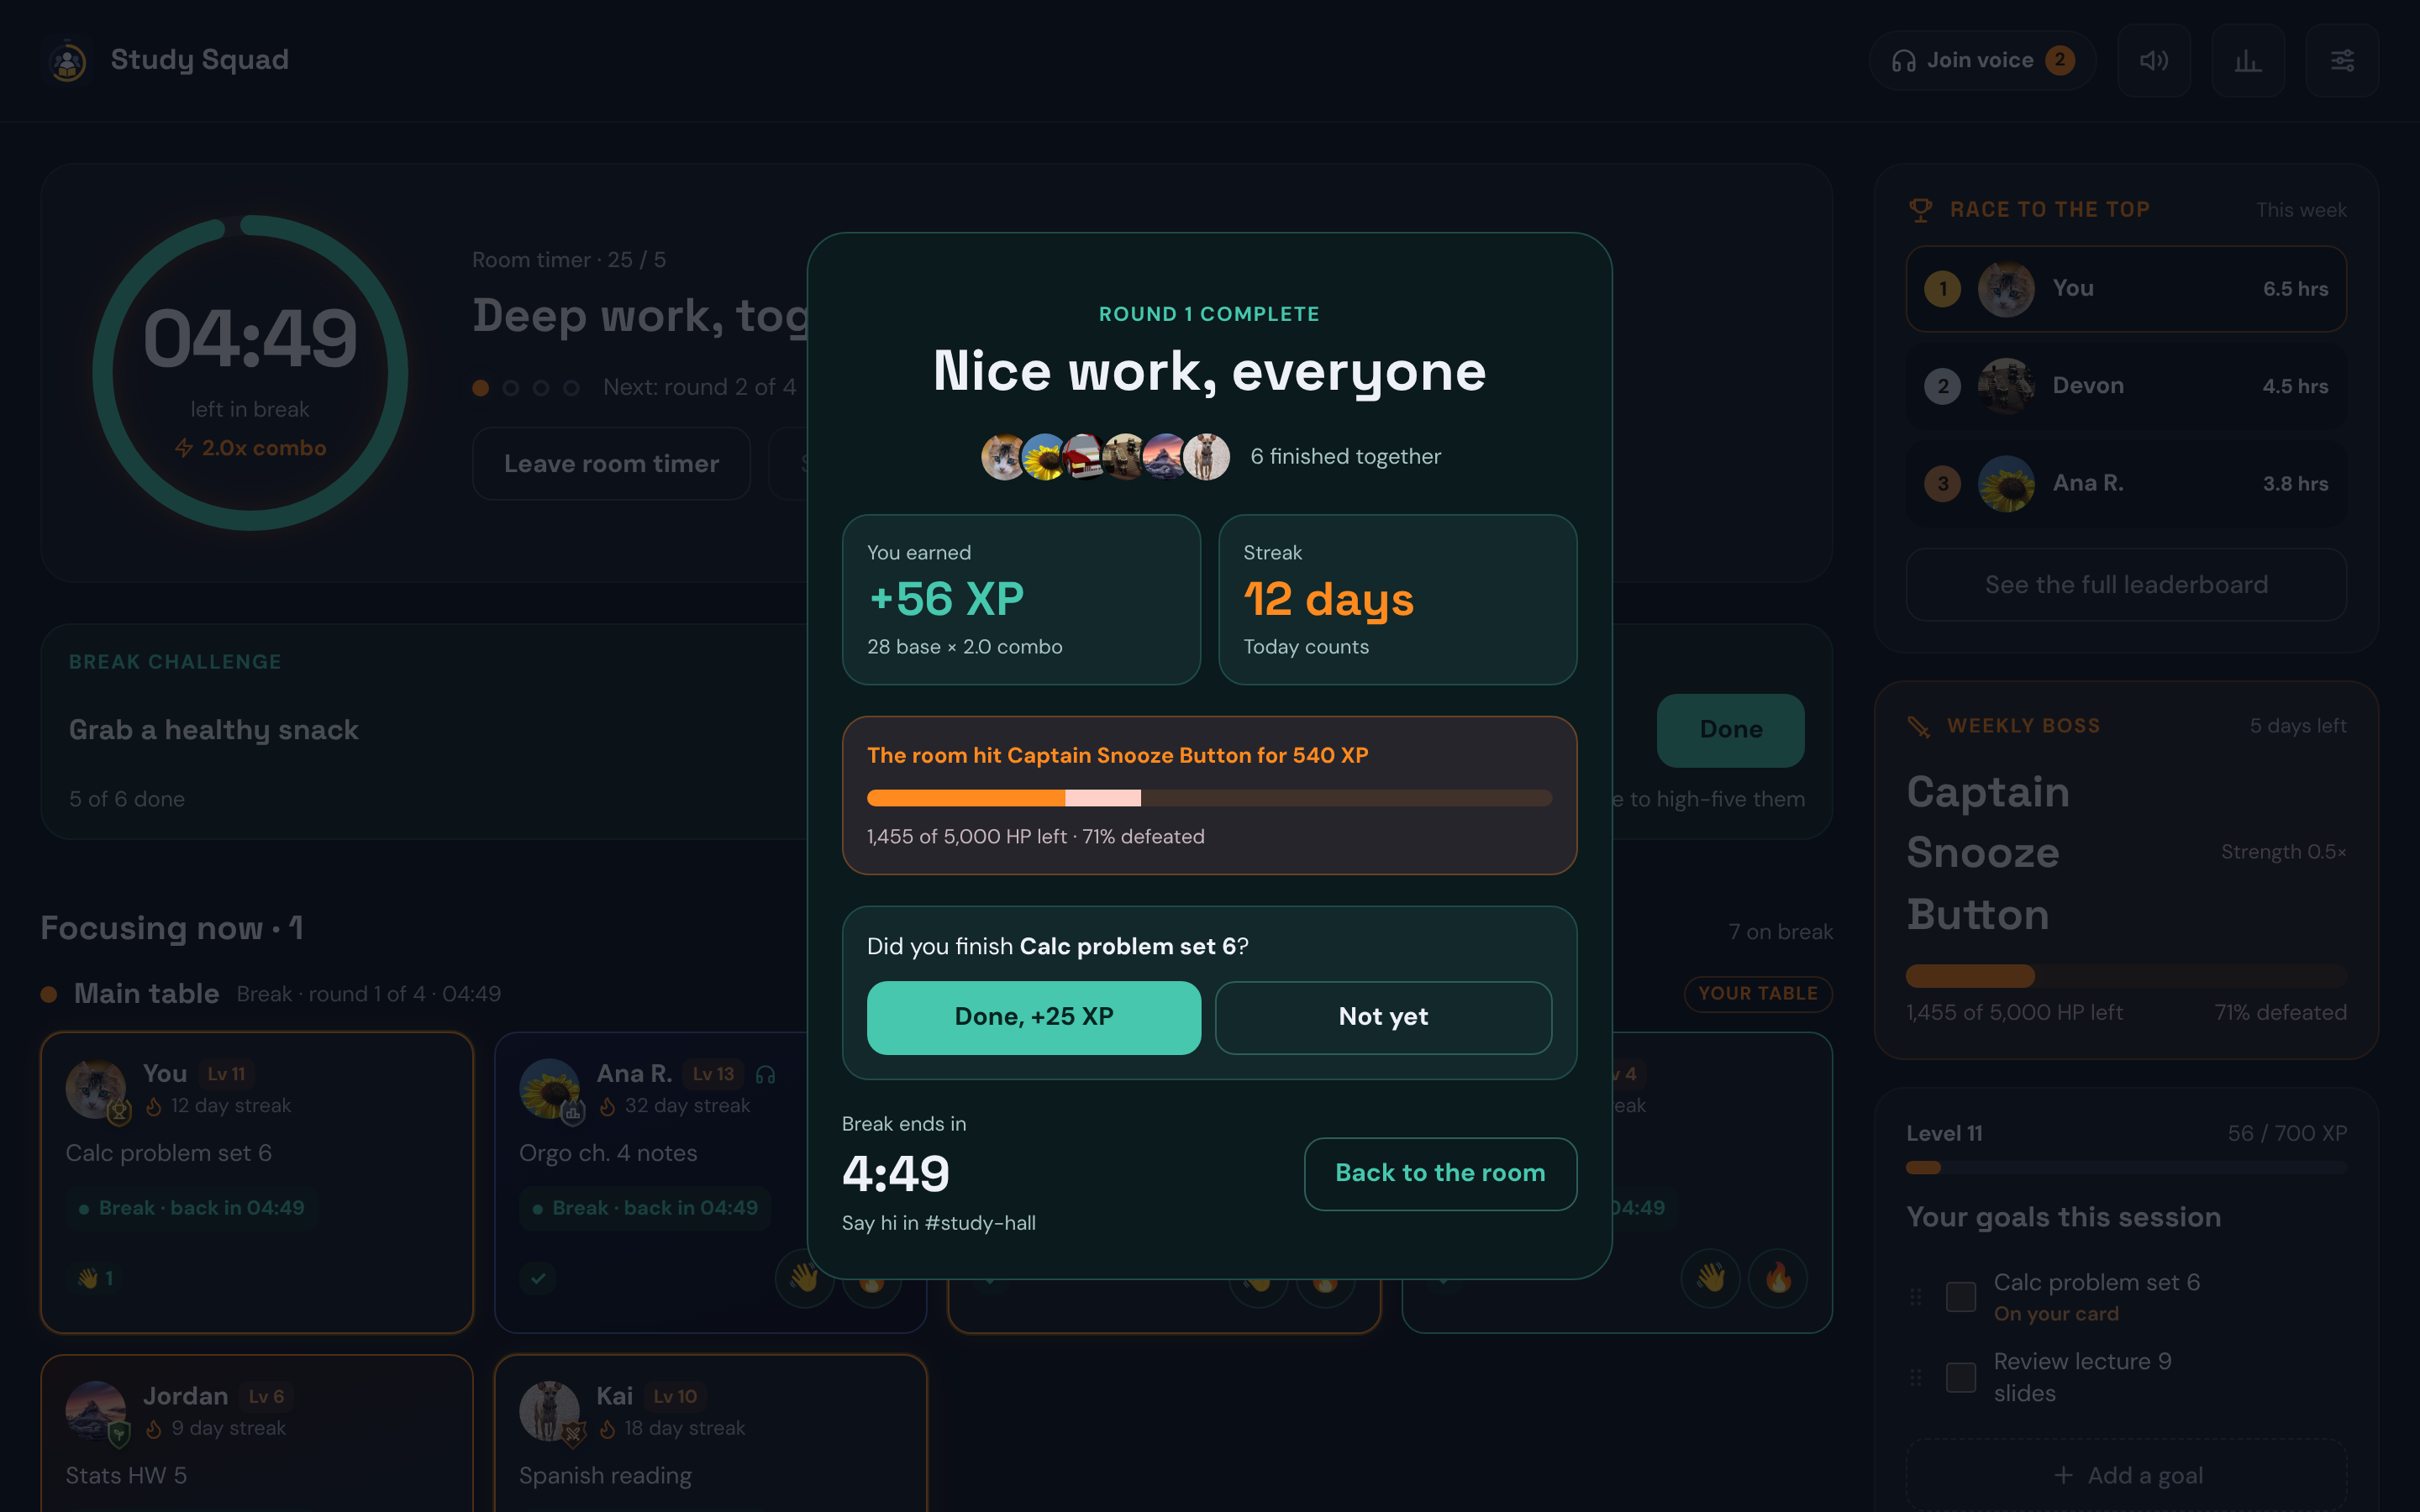 Study Squad
Join voice 2
Room timer · 25 / 5
Deep work, tog
04:49
left in break
2.0x combo
Next: round 2 of 4
Leave room timer
BREAK CHALLENGE
Grab a healthy snack
5 of 6 done
Done
e to high-five them
Focusing now · 1
7 on break
Main table
Break · round 1 of 4 · 04:49
YOUR TABLE
You Lv 11
12 day streak
Calc problem set 6
Break · back in 04:49
👋 1
Ana R. Lv 13
32 day streak
Orgo ch. 4 notes
Break · back in 04:49
v 4
eak
04:49
Jordan Lv 6
9 day streak
Stats HW 5
Kai Lv 10
18 day streak
Spanish reading
ROUND 1 COMPLETE
Nice work, everyone
6 finished together
You earned
+56 XP
28 base × 2.0 combo
Streak
12 days
Today counts
The room hit Captain Snooze Button for 540 XP
1,455 of 5,000 HP left · 71% defeated
Did you finish Calc problem set 6?
Done, +25 XP
Not yet
Break ends in
4:49
Say hi in #study-hall
Back to the room
RACE TO THE TOP
This week
1 You 6.5 hrs
2 Devon 4.5 hrs
3 Ana R. 3.8 hrs
See the full leaderboard
WEEKLY BOSS
5 days left
Captain
Snooze
Button
Strength 0.5×
1,455 of 5,000 HP left
71% defeated
Level 11
56 / 700 XP
Your goals this session
Calc problem set 6
On your card
Review lecture 9
slides
+ Add a goal